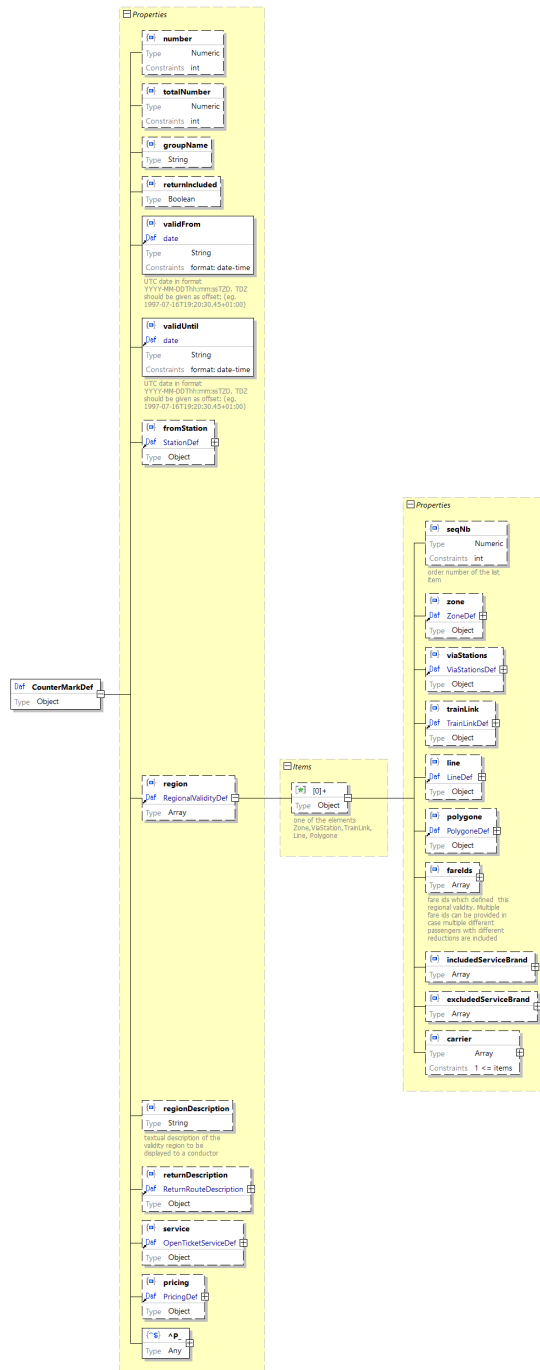 Properties
number
Type Numeric
Constraints int
totalNumber
Type Numeric
Constraints int
groupName
Type String
returnIncluded
Type Boolean
validFrom
Def date
Type String
Constraints format: date-time
UTC date in format
YYYY-MM-DDThh:mm:ssTZD, TDZ
should be given as offset: (eg.
1997-07-16T19:20:30,45+01:00)
validUntil
Def date
Type String
Constraints format: date-time
UTC date in format
YYYY-MM-DDThh:mm:ssTZD, TDZ
should be given as offset: (eg.
1997-07-16T19:20:30,45+01:00)
fromStation
Def StationDef
Type Object
Def CounterMarkDef
Type Object
region
Def RegionalValidityDef
Type Array
Items
[0]+
Type Object
one of the elements
Zone,ViaStation,TrainLink,
Line, Polygone
Properties
seqNb
Type Numeric
Constraints int
order number of the list
item
zone
Def ZoneDef
Type Object
viaStations
Def ViaStationsDef
Type Object
trainLink
Def TrainLinkDef
Type Object
line
Def LineDef
Type Object
polygone
Def PolygoneDef
Type Object
fareIds
Type Array
fare ids which defined this
regional validity. Multiple
fare ids can be provided in
case multiple different
passengers with different
reductions are included
includedServiceBrand
Type Array
excludedServiceBrand
Type Array
carrier
Type Array
Constraints 1 <= items
regionDescription
Type String
textual description of the
validity region to be
displayed to a conductor
returnDescription
Def ReturnRouteDescription
Type Object
service
Def OpenTicketServiceDef
Type Object
pricing
Def PricingDef
Type Object
^P_
Type Any